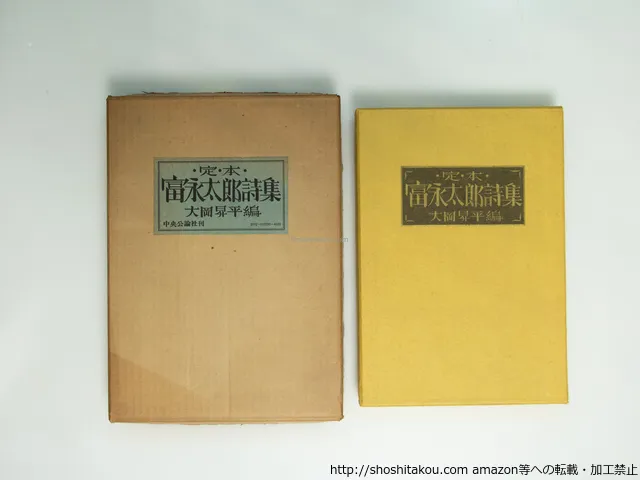 ・定・本・
富永太郎詩集
大岡昇平編
中央公論社刊
・定・本・
富永太郎詩集
大岡昇平編
http://shoshitakou.com amazon等への転載・加工禁止